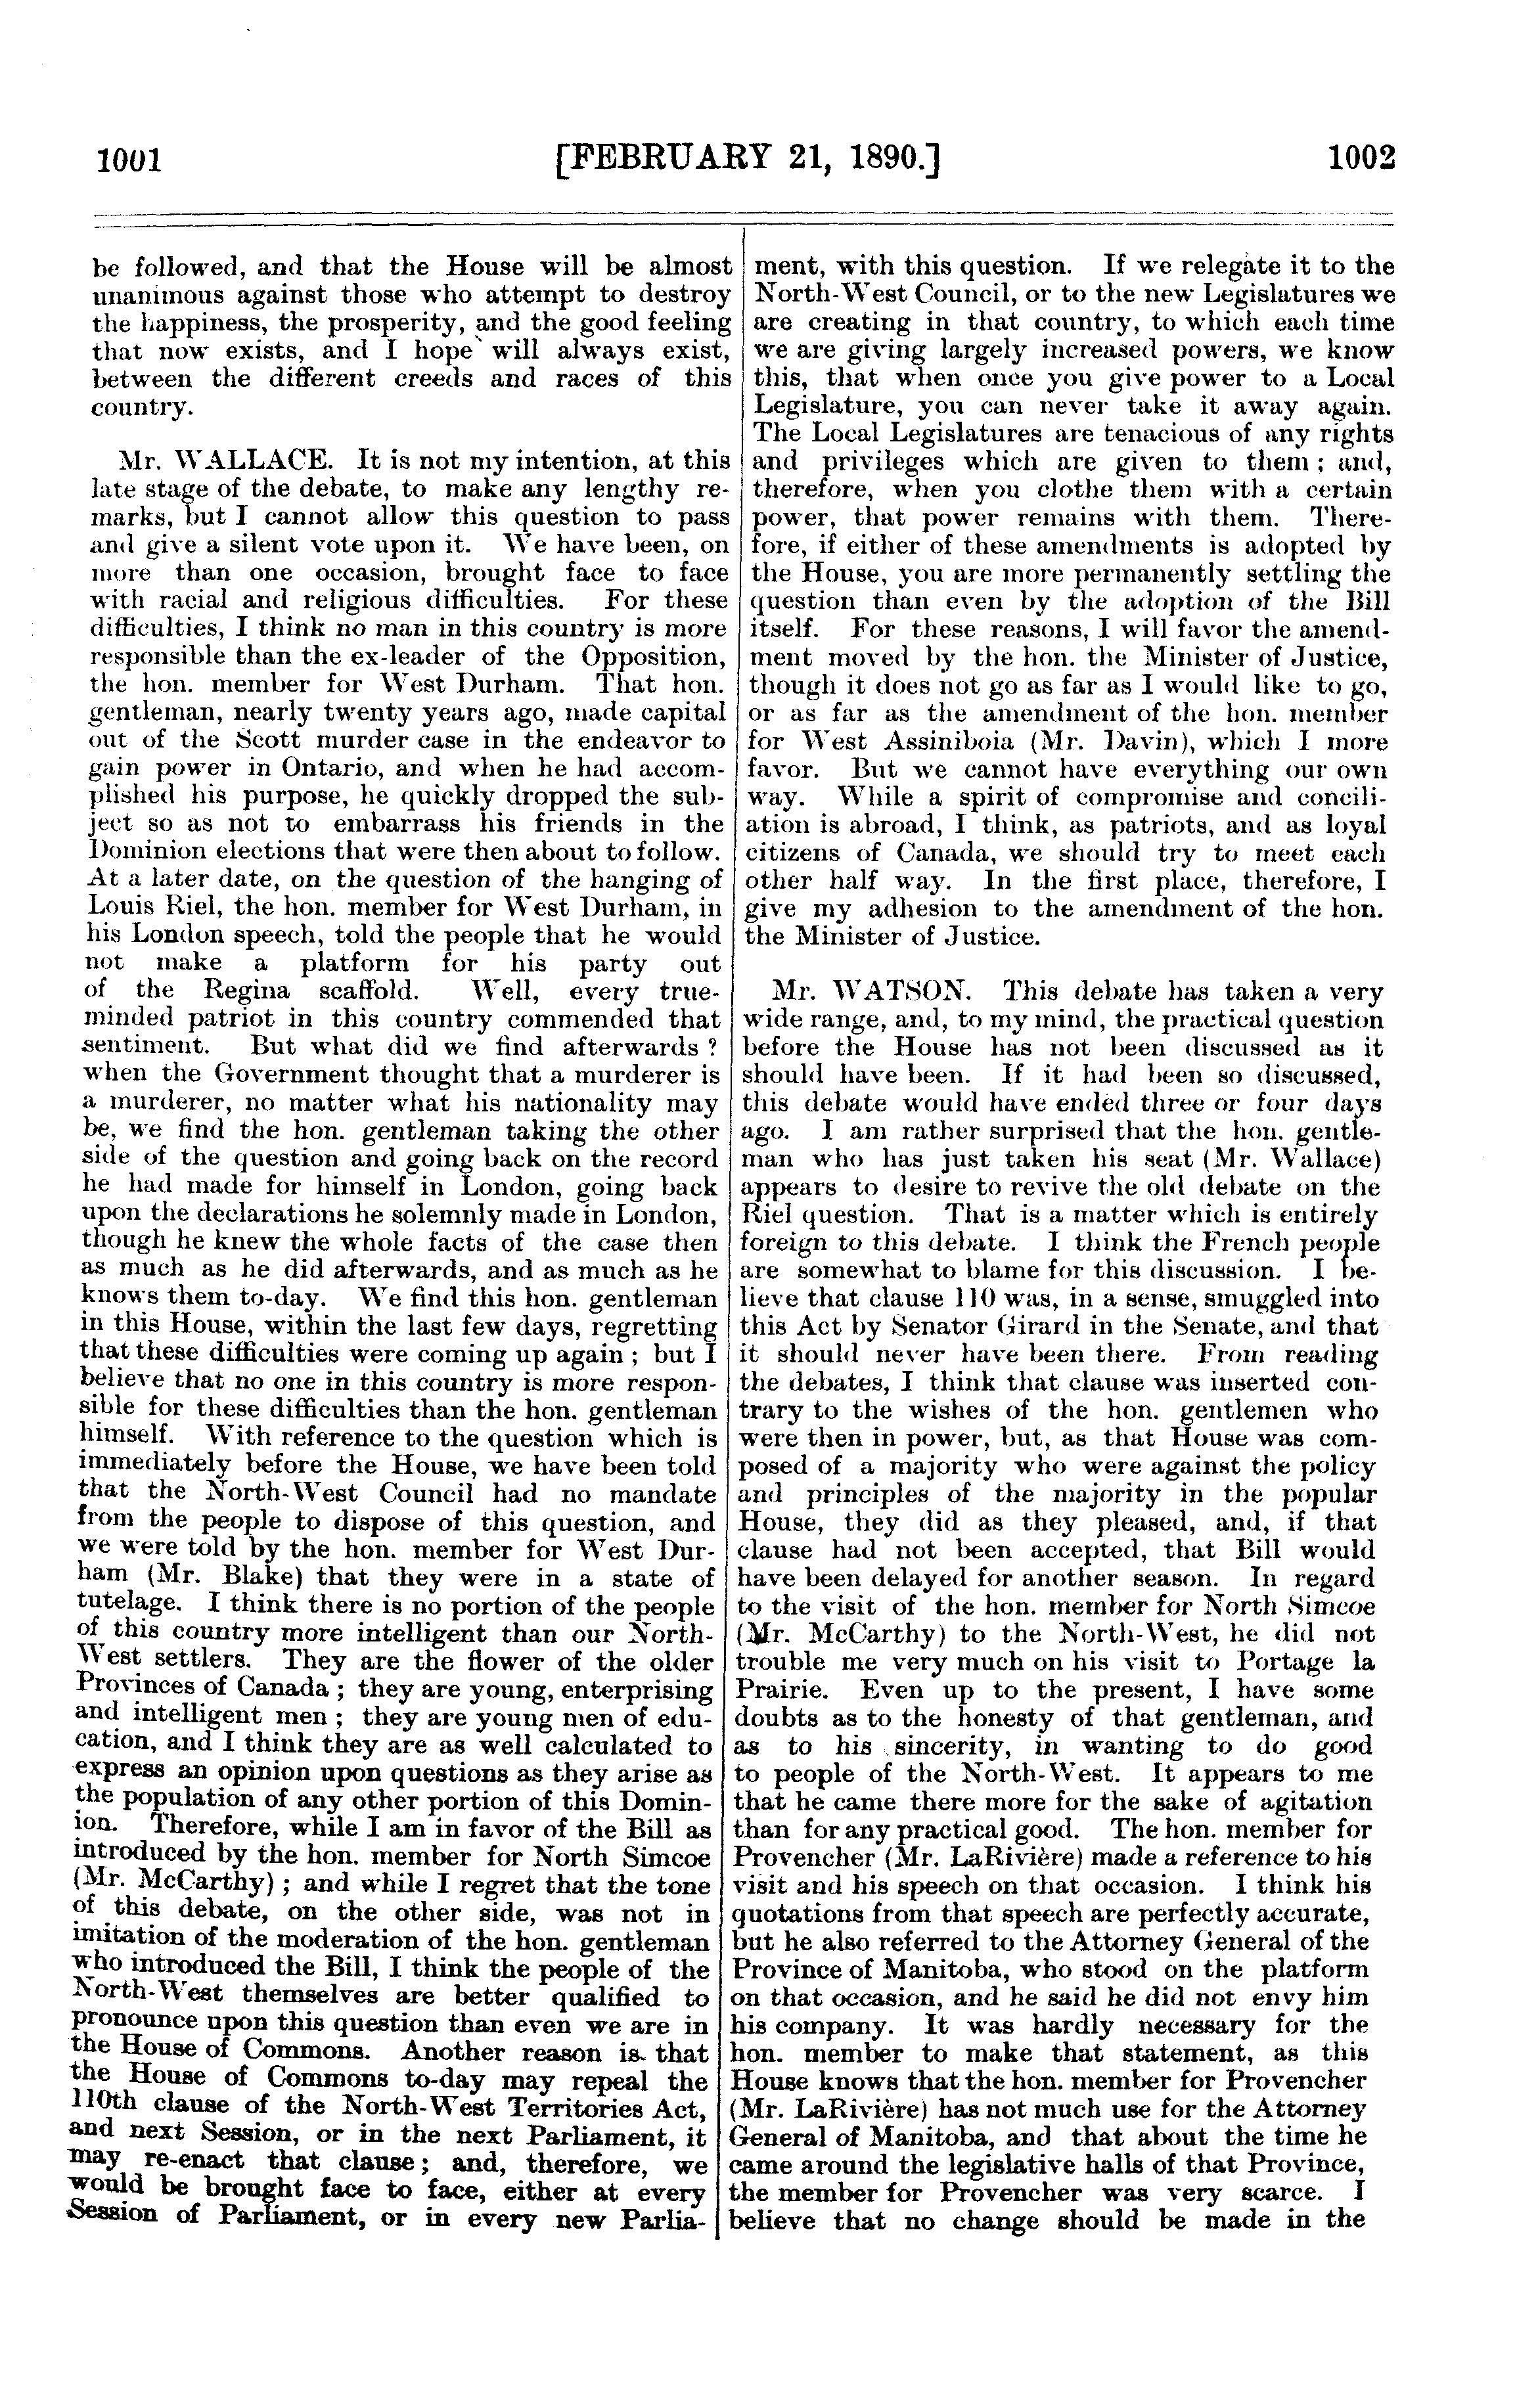 1001
[FEBRUARY 21, 1890.]
1002
be followed, and that the House will be almost
unanimous against those who attempt to destroy
the happiness, the prosperity, and the good feeling
that now exists, and I hope will always exist,
between the different creeds and races of this
country.
Mr. WALLACE. It is not my intention, at this
late stage of the debate, to make any lengthy re-
marks, but I cannot allow this question to pass
and give a silent vote upon it. We have been, on
more than one occasion, brought face to face
with racial and religious difficulties. For these
difficulties, I think no man in this country is more
responsible than the ex-leader of the Opposition,
the hon. member for West Durham. That hon.
gentleman, nearly twenty years ago, made capital
out of the Scott murder case in the endeavor to
gain power in Ontario, and when he had accom-
plished his purpose, he quickly dropped the sub-
ject so as not to embarrass his friends in the
Dominion elections that were then about to follow.
At a later date, on the question of the hanging of
Louis Riel, the hon. member for West Durham, in
his London speech, told the people that he would
not make a platform for his party out
of the Regina scaffold. Well, every true-
minded patriot in this country commended that
sentiment. But what did we find afterwards ?
when the Government thought that a murderer is
a murderer, no matter what his nationality may
be, we find the hon. gentleman taking the other
side of the question and going back on the record
he had made for himself in London, going back
upon the declarations he solemnly made in London,
though he knew the whole facts of the case then
as much as he did afterwards, and as much as he
knows them to-day. We find this hon. gentleman
in this House, within the last few days, regretting
that these difficulties were coming up again ; but I
believe that no one in this country is more respon-
sible for these difficulties than the hon. gentleman
himself. With reference to the question which is
immediately before the House, we have been told
that the North-West Council had no mandate
from the people to dispose of this question, and
we were told by the hon. member for West Dur-
ham (Mr. Blake) that they were in a state of
tutelage. I think there is no portion of the people
of this country more intelligent than our North-
West settlers. They are the flower of the older
Provinces of Canada ; they are young, enterprising
and intelligent men ; they are young men of edu-
cation, and I think they are as well calculated to
express an opinion upon questions as they arise as
the population of any other portion of this Domin-
ion. Therefore, while I am in favor of the Bill as
introduced by the hon. member for North Simcoe
(Mr. McCarthy) ; and while I regret that the tone
of this debate, on the other side, was not in
imitation of the moderation of the hon. gentleman
who introduced the Bill, I think the people of the
North-West themselves are better qualified to
pronounce upon this question than even we are in
the House of Commons. Another reason is that
the House of Commons to-day may repeal the
110th clause of the North-West Territories Act,
and next Session, or in the next Parliament, it
may re-enact that clause ; and, therefore, we
would be brought face to face, either at every
Session of Parliament, or in every new Parlia-
ment, with this question. If we relegate it to the
North-West Council, or to the new Legislatures we
are creating in that country, to which each time
we are giving largely increased powers, we know
this, that when once you give power to a Local
Legislature, you can never take it away again.
The Local Legislatures are tenacious of any rights
and privileges which are given to them ; and,
therefore, when you clothe them with a certain
power, that power remains with them. There-
fore, if either of these amendments is adopted by
the House, you are more permanently settling the
question than even by the adoption of the Bill
itself. For these reasons, I will favor the amend-
ment moved by the hon. the Minister of Justice,
though it does not go as far as I would like to go,
or as far as the amendment of the hon. member
for West Assiniboia (Mr. Davin), which I more
favor. But we cannot have everything our own
way. While a spirit of compromise and concili-
ation is abroad, I think, as patriots, and as loyal
citizens of Canada, we should try to meet each
other half way. In the first place, therefore, I
give my adhesion to the amendment of the hon.
the Minister of Justice.
Mr. WATSON. This debate has taken a very
wide range, and, to my mind, the practical question
before the House has not been discussed as it
should have been. If it had been so discussed,
this debate would have ended three or four days
ago. I am rather surprised that the hon. gentle-
man who has just taken his seat (Mr. Wallace)
appears to desire to revive the old debate on the
Riel question. That is a matter which is entirely
foreign to this debate. I think the French people
are somewhat to blame for this discussion. I be-
lieve that clause 110 was, in a sense, smuggled into
this Act by Senator Girard in the Senate, and that
it should never have been there. From reading
the debates, I think that clause was inserted con-
trary to the wishes of the hon. gentlemen who
were then in power, but, as that House was com-
posed of a majority who were against the policy
and principles of the majority in the popular
House, they did as they pleased, and, if that
clause had not been accepted, that Bill would
have been delayed for another season. In regard
to the visit of the hon. member for North Simcoe
(Mr. McCarthy) to the North-West, he did not
trouble me very much on his visit to Portage la
Prairie. Even up to the present, I have some
doubts as to the honesty of that gentleman, and
as to his sincerity, in wanting to do good
to people of the North-West. It appears to me
that he came there more for the sake of agitation
than for any practical good. The hon. member for
Provencher (Mr. LaRivière) made a reference to his
visit and his speech on that occasion. I think his
quotations from that speech are perfectly accurate,
but he also referred to the Attorney General of the
Province of Manitoba, who stood on the platform
on that occasion, and he said he did not envy him
his company. It was hardly necessary for the
hon. member to make that statement, as this
House knows that the hon. member for Provencher
(Mr. LaRivière) has not much use for the Attorney
General of Manitoba, and that about the time he
came around the legislative halls of that Province,
the member for Provencher was very scarce. I
believe that no change should be made in the